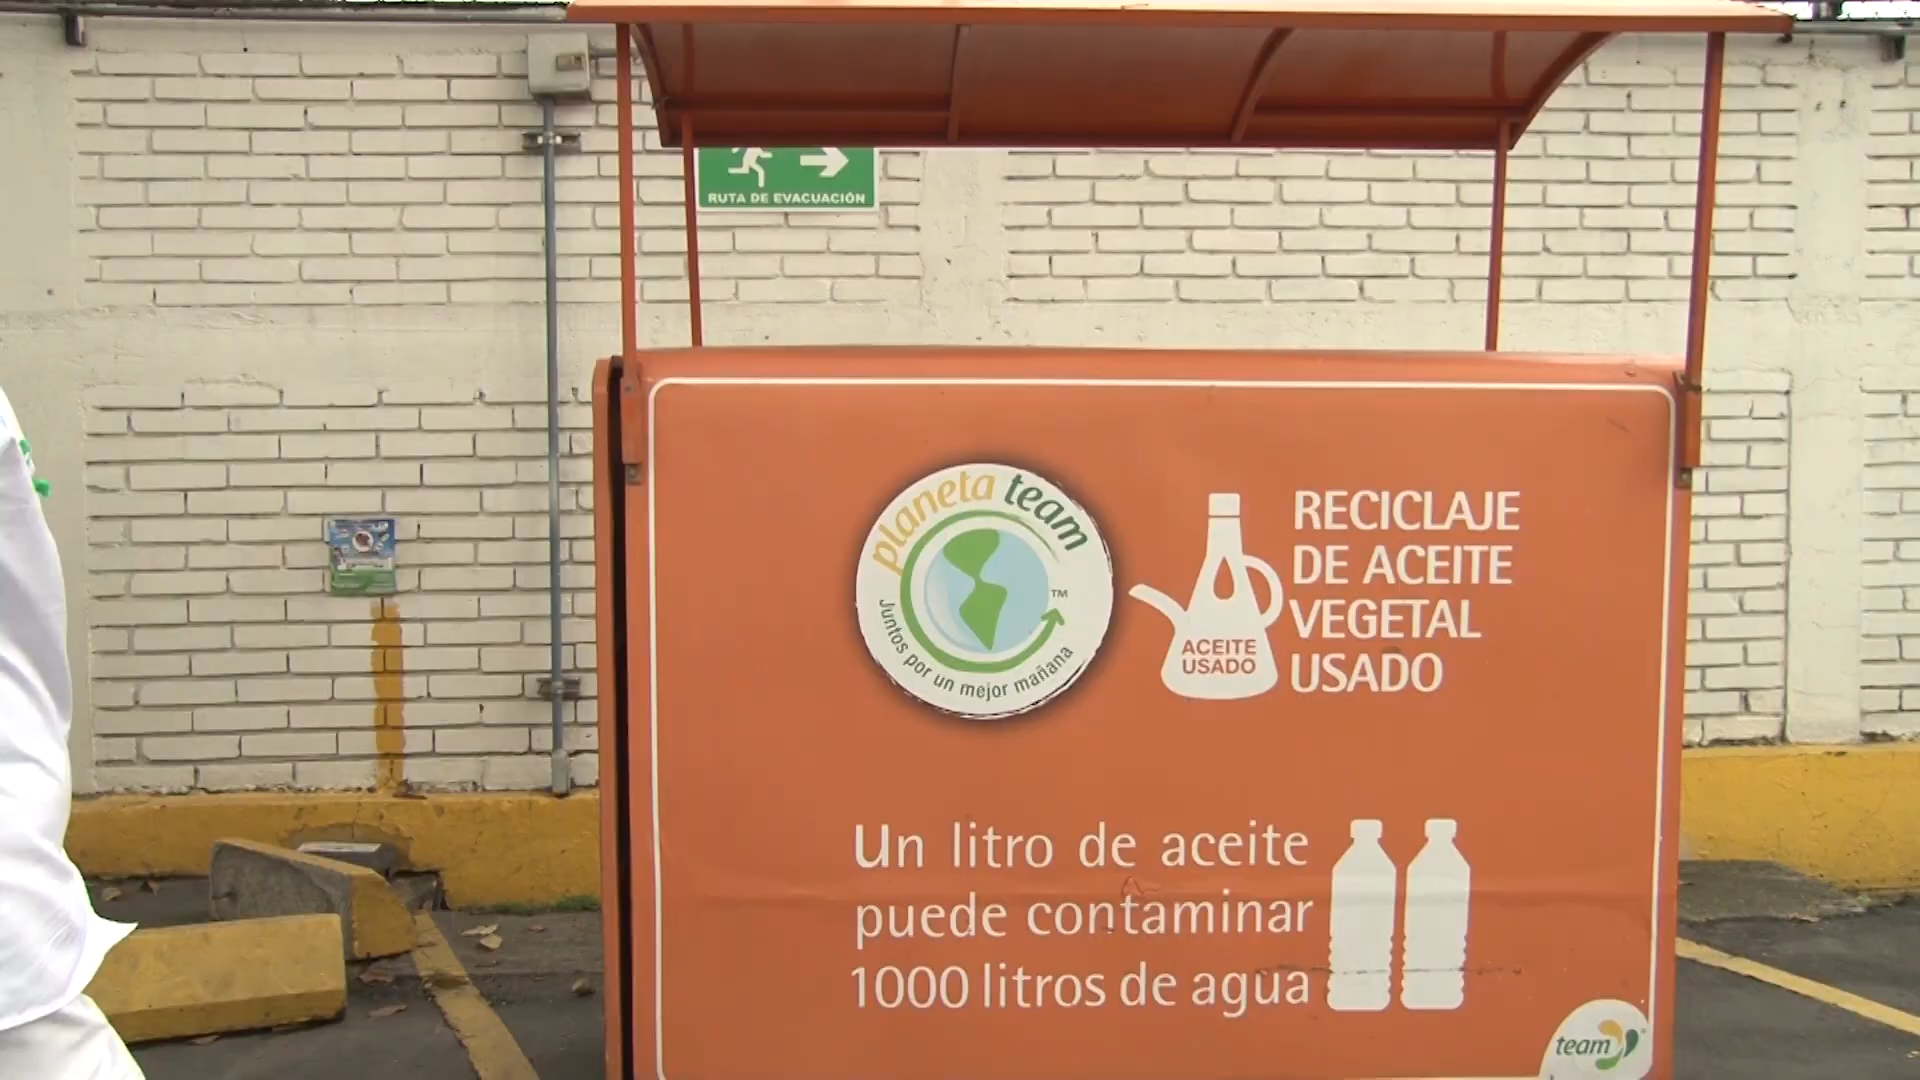 RUTA DE EVACUACIÓN
planeta team
TM
Juntos por un mejor mañana
ACEITE
USADO
RECICLAJE
DE ACEITE
VEGETAL
USADO
Un litro de aceite
puede contaminar
1000 litros de agua
team